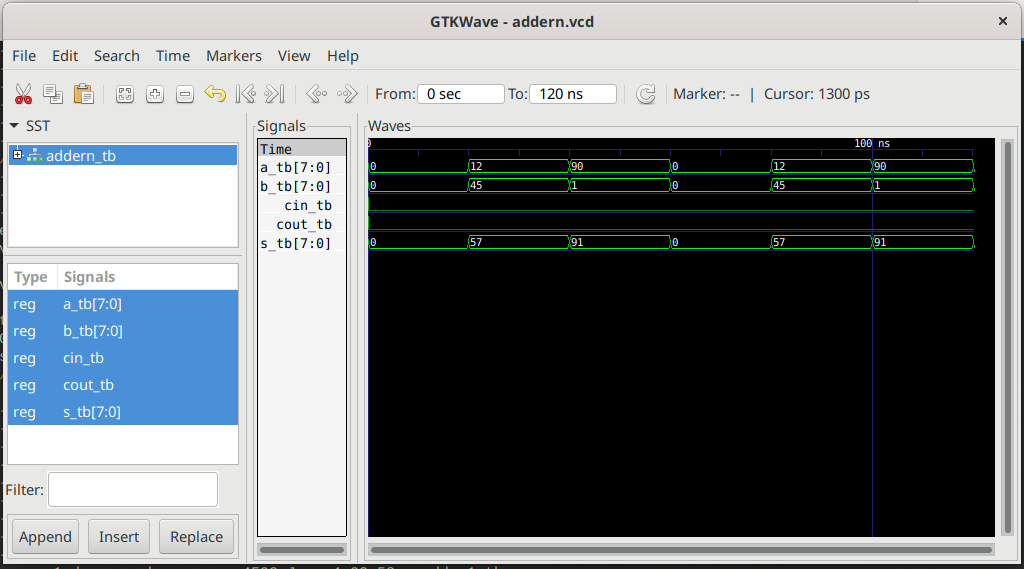 GTKWave - addern.vcd
File Edit Search Time Markers View Help
From: 0 sec To: 120 ns Marker: -- | Cursor: 1300 ps
SST
addern_tb
Type Signals
reg a_tb[7:0]
reg b_tb[7:0]
reg cin_tb
reg cout_tb
reg s_tb[7:0]
Filter:
Append Insert Replace
Signals
Time
a_tb[7:0]
b_tb[7:0]
cin_tb
cout_tb
s_tb[7:0]
Waves
0 100 ns
0 12 90 0 12 90
0 45 1 0 45 1
0 57 91 0 57 91